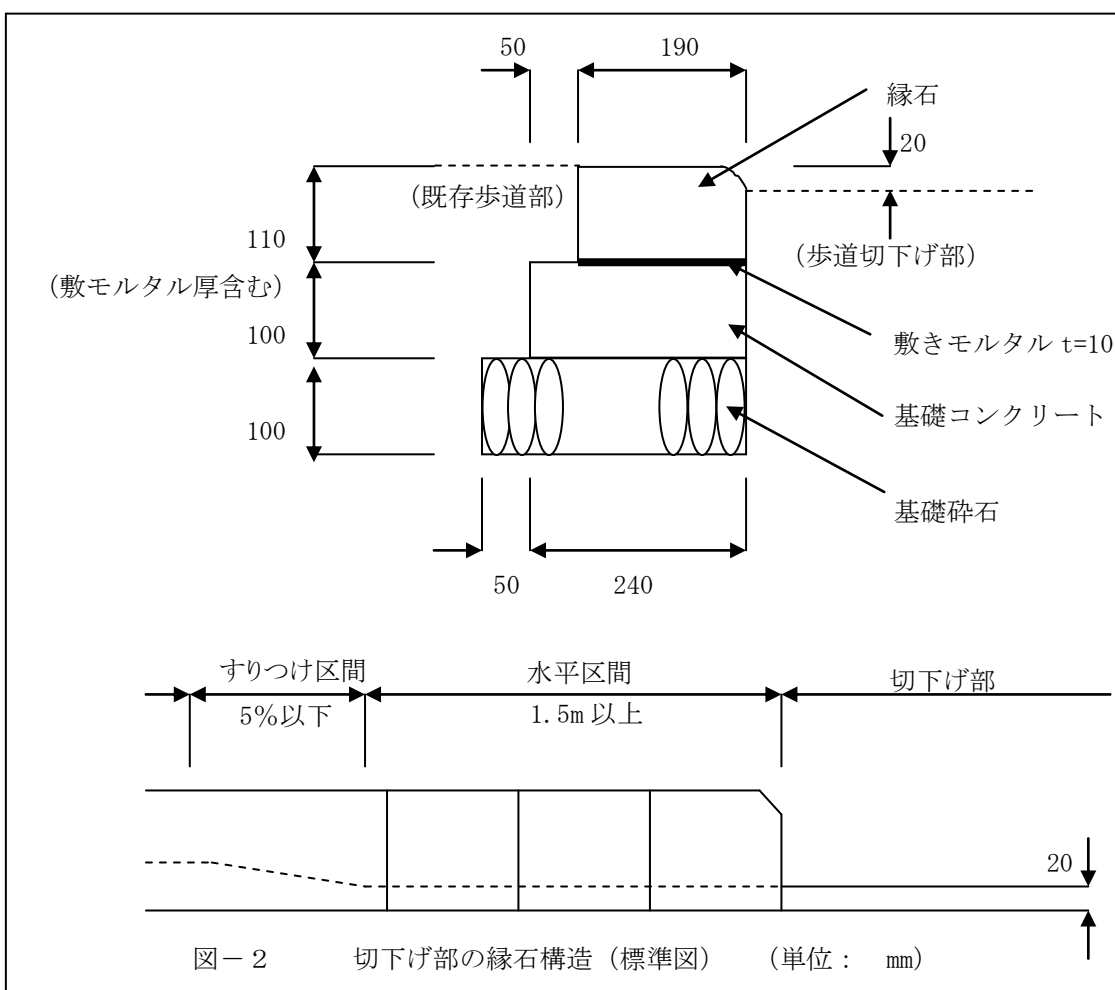 50
190
縁石
20
(既存歩道部)
110
(歩道切下げ部)
(敷モルタル厚含む)
100
敷きモルタル t=10
基礎コンクリート
100
基礎砕石
50
240
すりつけ区間
水平区間
切下げ部
5%以下
1.5m 以上
20
図－２ 切下げ部の縁石構造（標準図） （単位： mm）